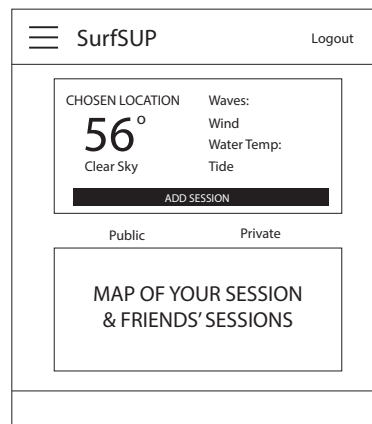 SurfSUP
Logout
CHOSEN LOCATION
56°
Clear Sky
Waves:
Wind
Water Temp:
Tide
ADD SESSION
Public
Private
MAP OF YOUR SESSION
& FRIENDS' SESSIONS